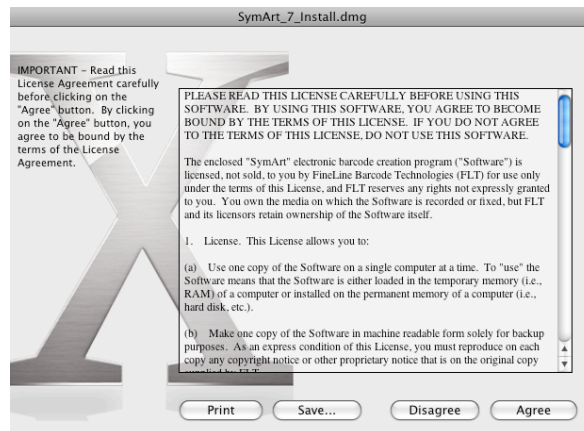 SymArt_7_Install.dmg
IMPORTANT – Read this
License Agreement carefully
before clicking on the
"Agree" button. By clicking
on the "Agree" button, you
agree to be bound by the
terms of the License
Agreement.
PLEASE READ THIS LICENSE CAREFULLY BEFORE USING THIS
SOFTWARE. BY USING THIS SOFTWARE, YOU AGREE TO BECOME
BOUND BY THE TERMS OF THIS LICENSE. IF YOU DO NOT AGREE
TO THE TERMS OF THIS LICENSE, DO NOT USE THIS SOFTWARE.
The enclosed "SymArt" electronic barcode creation program ("Software") is
licensed, not sold, to you by FineLine Barcode Technologies (FLT) for use only
under the terms of this License, and FLT reserves any rights not expressly granted
to you. You own the media on which the Software is recorded or fixed, but FLT
and its licensors retain ownership of the Software itself.
1. License. This License allows you to:
(a) Use one copy of the Software on a single computer at a time. To "use" the
Software means that the Software is either loaded in the temporary memory (i.e.,
RAM) of a computer or installed on the permanent memory of a computer (i.e.,
hard disk, etc.).
(b) Make one copy of the Software in machine readable form solely for backup
purposes. As an express condition of this License, you must reproduce on each
copy any copyright notice or other proprietary notice that is on the original copy
supplied by FLT
Print
Save...
Disagree
Agree